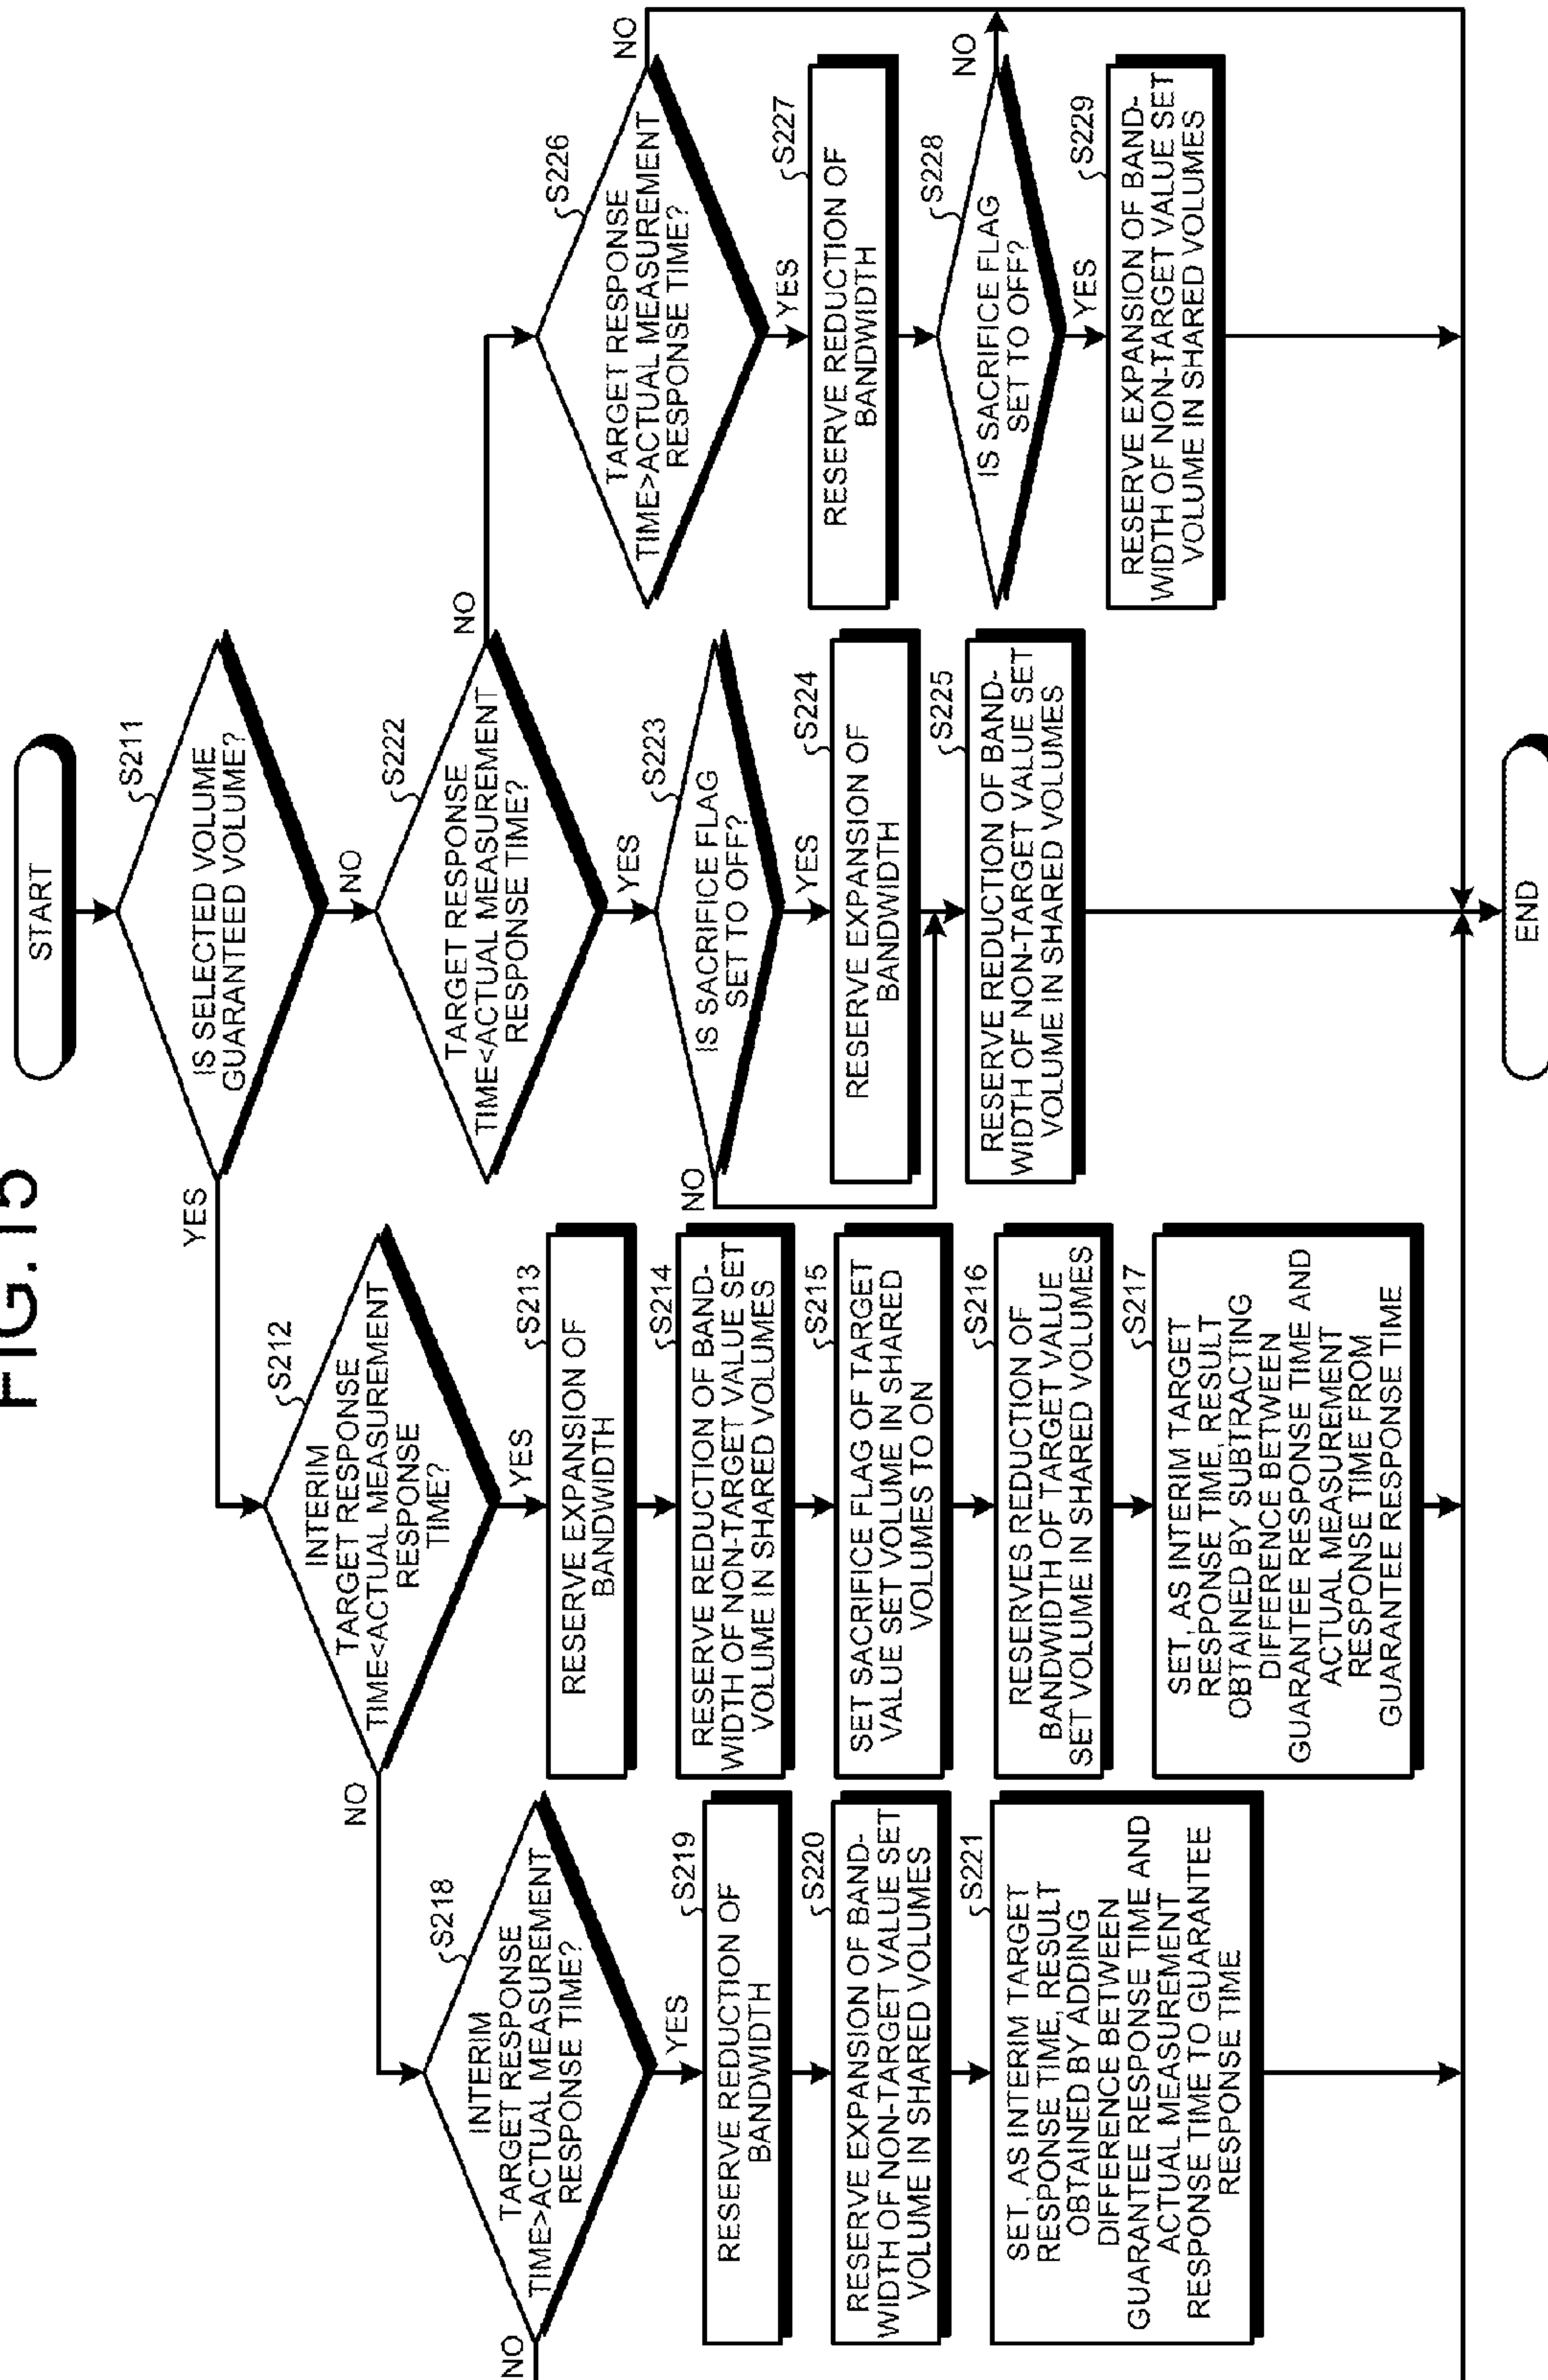 FIG.15
START
S211
IS SELECTED VOLUME
GUARANTEED VOLUME?
YES
NO
S212
INTERIM
TARGET RESPONSE
TIME<ACTUAL MEASUREMENT
RESPONSE
TIME?
NO
YES
S213
RESERVE EXPANSION OF
BANDWIDTH
S214
RESERVE REDUCTION OF BAND-
WIDTH OF NON-TARGET VALUE SET
VOLUME IN SHARED VOLUMES
S215
SET SACRIFICE FLAG OF TARGET
VALUE SET VOLUME IN SHARED
VOLUMES TO ON
S216
RESERVES REDUCTION OF
BANDWIDTH OF TARGET VALUE
SET VOLUME IN SHARED VOLUMES
S217
SET, AS INTERIM TARGET
RESPONSE TIME, RESULT
OBTAINED BY SUBTRACTING
DIFFERENCE BETWEEN
GUARANTEE RESPONSE TIME AND
ACTUAL MEASUREMENT
RESPONSE TIME FROM
GUARANTEE RESPONSE TIME
S218
INTERIM
TARGET RESPONSE
TIME>ACTUAL MEASUREMENT
RESPONSE TIME?
NO
YES
S219
RESERVE REDUCTION OF
BANDWIDTH
S220
RESERVE EXPANSION OF BAND-
WIDTH OF NON-TARGET VALUE SET
VOLUME IN SHARED VOLUMES
S221
SET, AS INTERIM TARGET
RESPONSE TIME, RESULT
OBTAINED BY ADDING
DIFFERENCE BETWEEN
GUARANTEE RESPONSE TIME AND
ACTUAL MEASUREMENT
RESPONSE TIME TO GUARANTEE
RESPONSE TIME
S222
TARGET RESPONSE
TIME<ACTUAL MEASUREMENT
RESPONSE TIME?
NO
YES
S223
IS SACRIFICE FLAG
SET TO OFF?
NO
YES
S224
RESERVE EXPANSION OF
BANDWIDTH
S225
RESERVE REDUCTION OF BAND-
WIDTH OF NON-TARGET VALUE SET
VOLUME IN SHARED VOLUMES
S226
TARGET RESPONSE
TIME>ACTUAL MEASUREMENT
RESPONSE TIME?
NO
YES
S227
RESERVE REDUCTION OF
BANDWIDTH
S228
IS SACRIFICE FLAG
SET TO OFF?
NO
YES
S229
RESERVE EXPANSION OF BAND-
WIDTH OF NON-TARGET VALUE SET
VOLUME IN SHARED VOLUMES
END